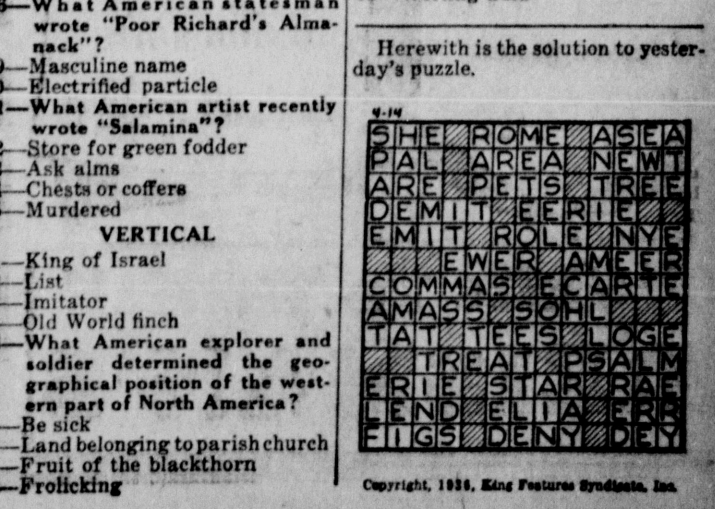 —What American statesman
wrote "Poor Richard's Alma-
nack"?
—Masculine name
—Electrified particle
—What American artist recently
wrote "Salamina"?
—Store for green fodder
—Ask alms
—Chests or coffers
—Murdered
VERTICAL
—King of Israel
—List
—Imitator
—Old World finch
—What American explorer and
soldier determined the geo-
graphical position of the west-
ern part of North America?
—Be sick
—Land belonging to parish church
—Fruit of the blackthorn
—Frolicking
Herewith is the solution to yester-
day's puzzle.
4-14
SHE ROME ASEA
PAL AREA NEWT
ARE PETS TREE
DEMIT EERIE
EMIT ROLE NYE
EWER AMEER
COMMAS ECARTE
AMASS SOHL
TAT TEES LOGE
TREAT PSALM
ERIE STAR RAE
LEND ELIA ERR
FIGS DENY DEY
Copyright, 1936, King Features Syndicate, Inc.